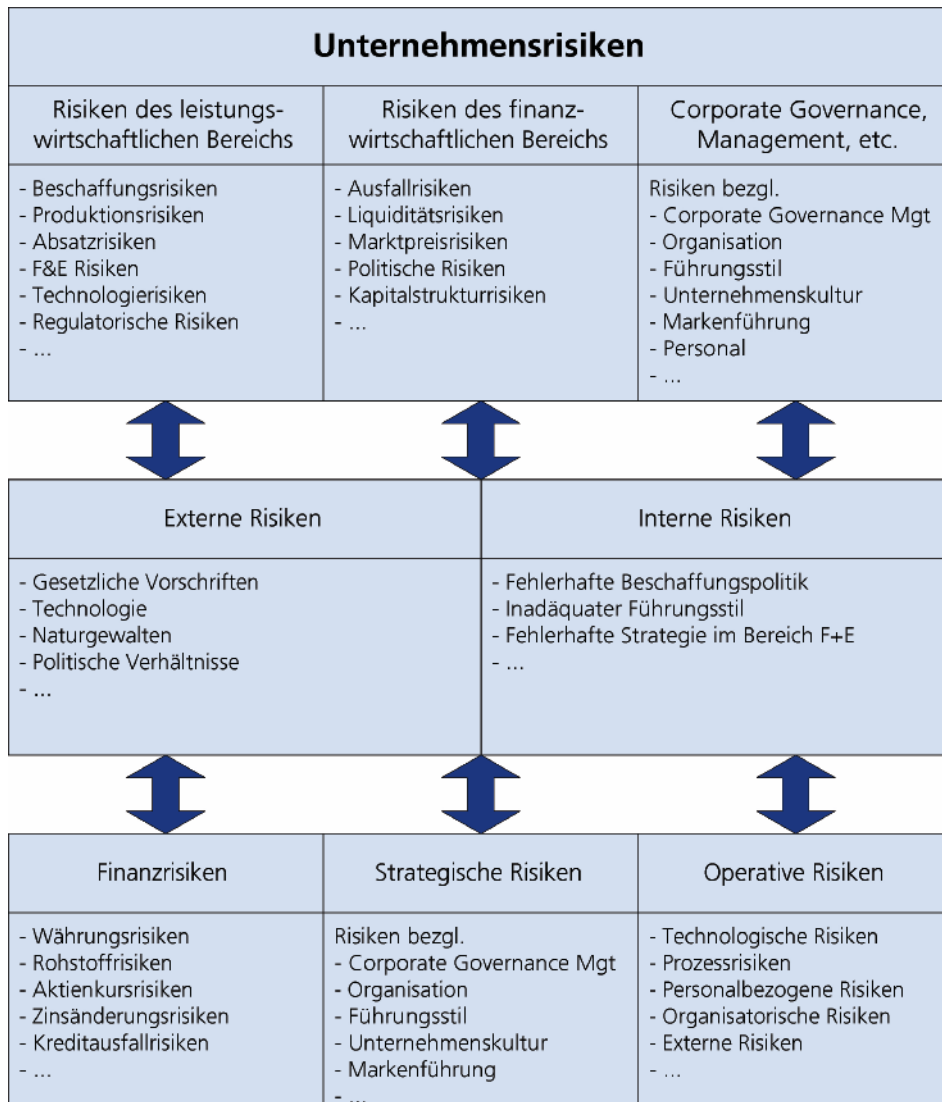 Unternehmensrisiken
Risiken des leistungs-
wirtschaftlichen Bereichs
- Beschaffungsrisiken
- Produktionsrisiken
- Absatzrisiken
- F&E Risiken
- Technologierisiken
- Regulatorische Risiken
- ...
Risiken des finanz-
wirtschaftlichen Bereichs
- Ausfallrisiken
- Liquiditätsrisiken
- Marktpreisrisiken
- Politische Risiken
- Kapitalstrukturrisiken
- ...
Corporate Governance,
Management, etc.
Risiken bezgl.
- Corporate Governance Mgt
- Organisation
- Führungsstil
- Unternehmenskultur
- Markenführung
- Personal
- ...
Externe Risiken
- Gesetzliche Vorschriften
- Technologie
- Naturgewalten
- Politische Verhältnisse
- ...
Interne Risiken
- Fehlerhafte Beschaffungspolitik
- Inadäquater Führungsstil
- Fehlerhafte Strategie im Bereich F+E
- ...
Finanzrisiken
- Währungsrisiken
- Rohstoffrisiken
- Aktienkursrisiken
- Zinsänderungsrisiken
- Kreditausfallrisiken
- ...
Strategische Risiken
Risiken bezgl.
- Corporate Governance Mgt
- Organisation
- Führungsstil
- Unternehmenskultur
- Markenführung
- ...
Operative Risiken
- Technologische Risiken
- Prozessrisiken
- Personalbezogene Risiken
- Organisatorische Risiken
- Externe Risiken
- ...